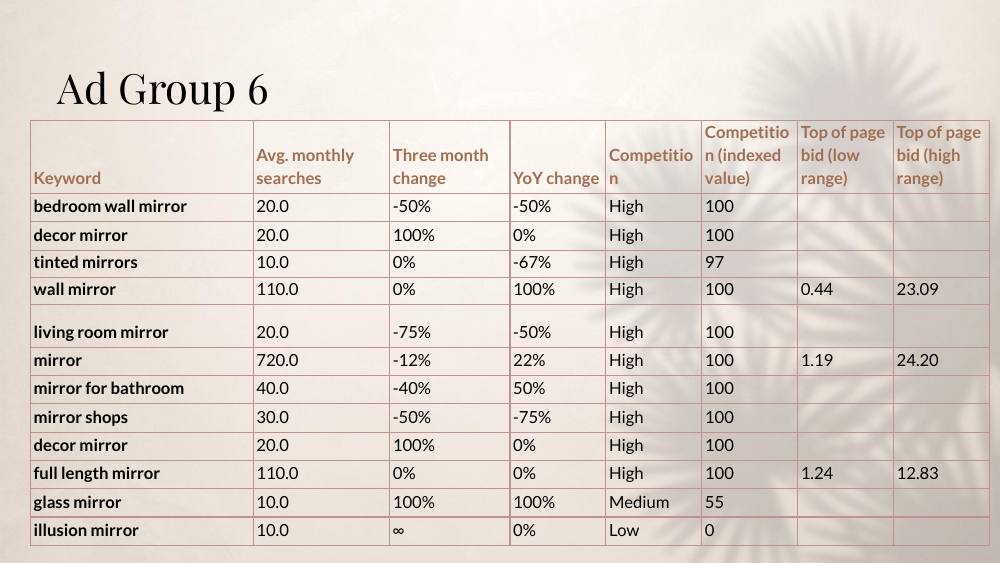 Ad Group 6
Keyword Avg. monthly searches Three month change YoY change Competition Competition (indexed value) Top of page bid (low range) Top of page bid (high range)
bedroom wall mirror 20.0 -50% -50% High 100
decor mirror 20.0 100% 0% High 100
tinted mirrors 10.0 0% -67% High 97
wall mirror 110.0 0% 100% High 100 0.44 23.09
living room mirror 20.0 -75% -50% High 100
mirror 720.0 -12% 22% High 100 1.19 24.20
mirror for bathroom 40.0 -40% 50% High 100
mirror shops 30.0 -50% -75% High 100
decor mirror 20.0 100% 0% High 100
full length mirror 110.0 0% 0% High 100 1.24 12.83
glass mirror 10.0 100% 100% Medium 55
illusion mirror 10.0 ∞ 0% Low 0